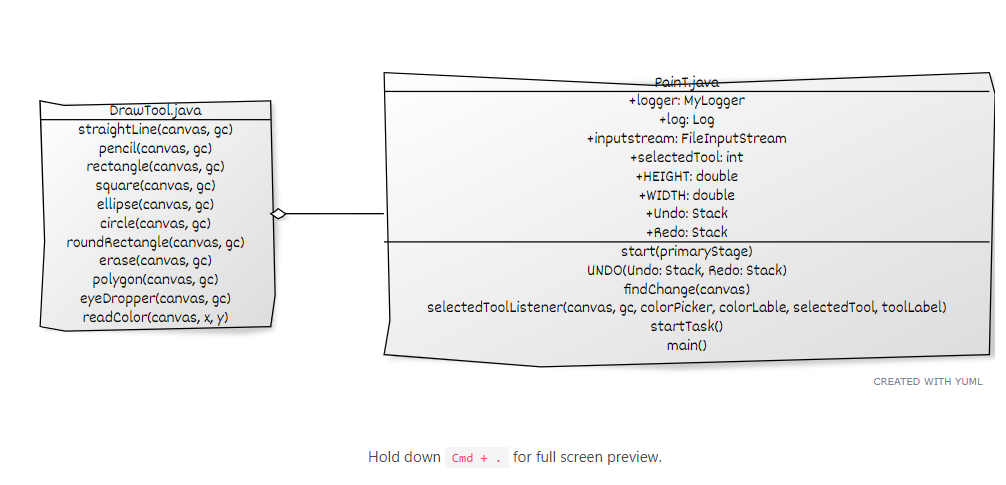 DrawTool.java
straightLine(canvas, gc)
pencil(canvas, gc)
rectangle(canvas, gc)
square(canvas, gc)
ellipse(canvas, gc)
circle(canvas, gc)
roundRectangle(canvas, gc)
erase(canvas, gc)
polygon(canvas, gc)
eyeDropper(canvas, gc)
readColor(canvas, x, y)
PainT.java
+logger: MyLogger
+log: Log
+inputstream: FileInputStream
+selectedTool: int
+HEIGHT: double
+WIDTH: double
+Undo: Stack
+Redo: Stack
start(primaryStage)
UNDO(Undo: Stack, Redo: Stack)
findChange(canvas)
selectedToolListener(canvas, gc, colorPicker, colorLable, selectedTool, toolLabel)
startTask()
main()
CREATED WITH YUML
Hold down Cmd + . for full screen preview.